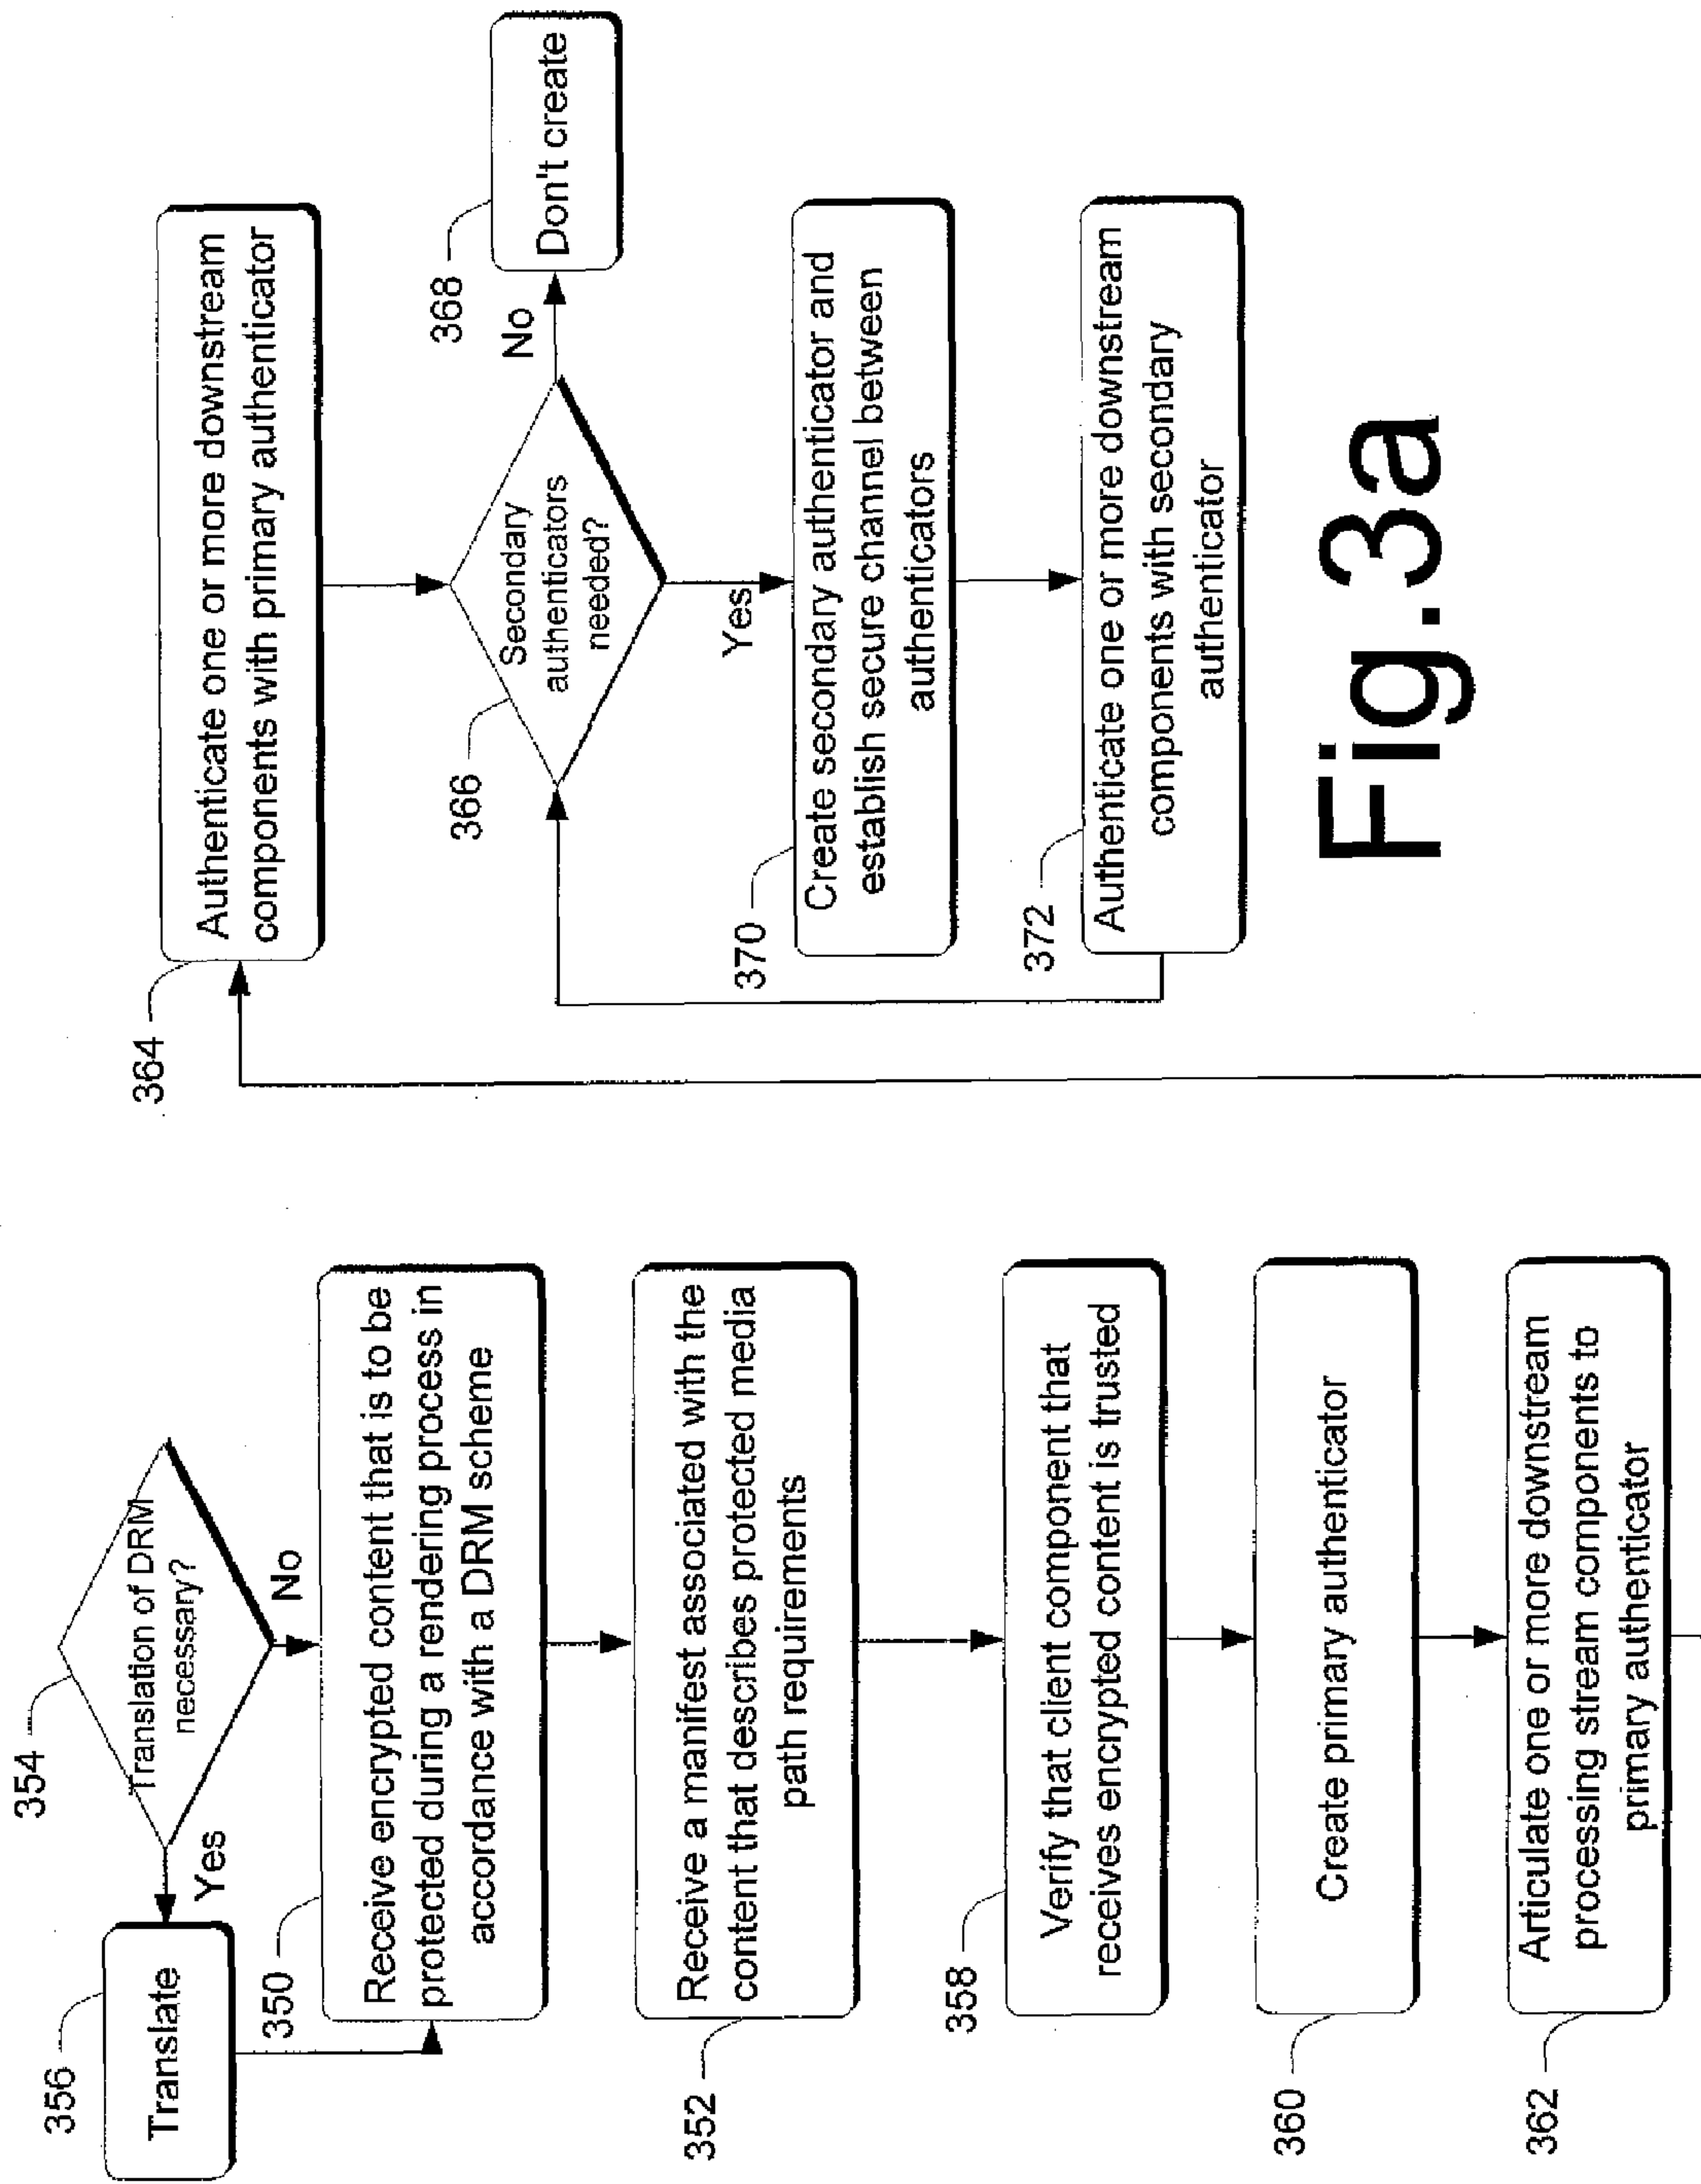 354
Translation of DRM
necessary?
Yes
No
356
Translate
350
Receive encrypted content that is to be
protected during a rendering process in
accordance with a DRM scheme
352
Receive a manifest associated with the
content that describes protected media
path requirements
358
Verify that client component that
receives encrypted content is trusted
360
Create primary authenticator
362
Articulate one or more downstream
processing stream components to
primary authenticator
364
Authenticate one or more downstream
components with primary authenticator
366
Secondary
authenticators
needed?
No
368
Don't create
Yes
370
Create secondary authenticator and
establish secure channel between
authenticators
372
Authenticate one or more downstream
components with secondary
authenticator
Fig.3a